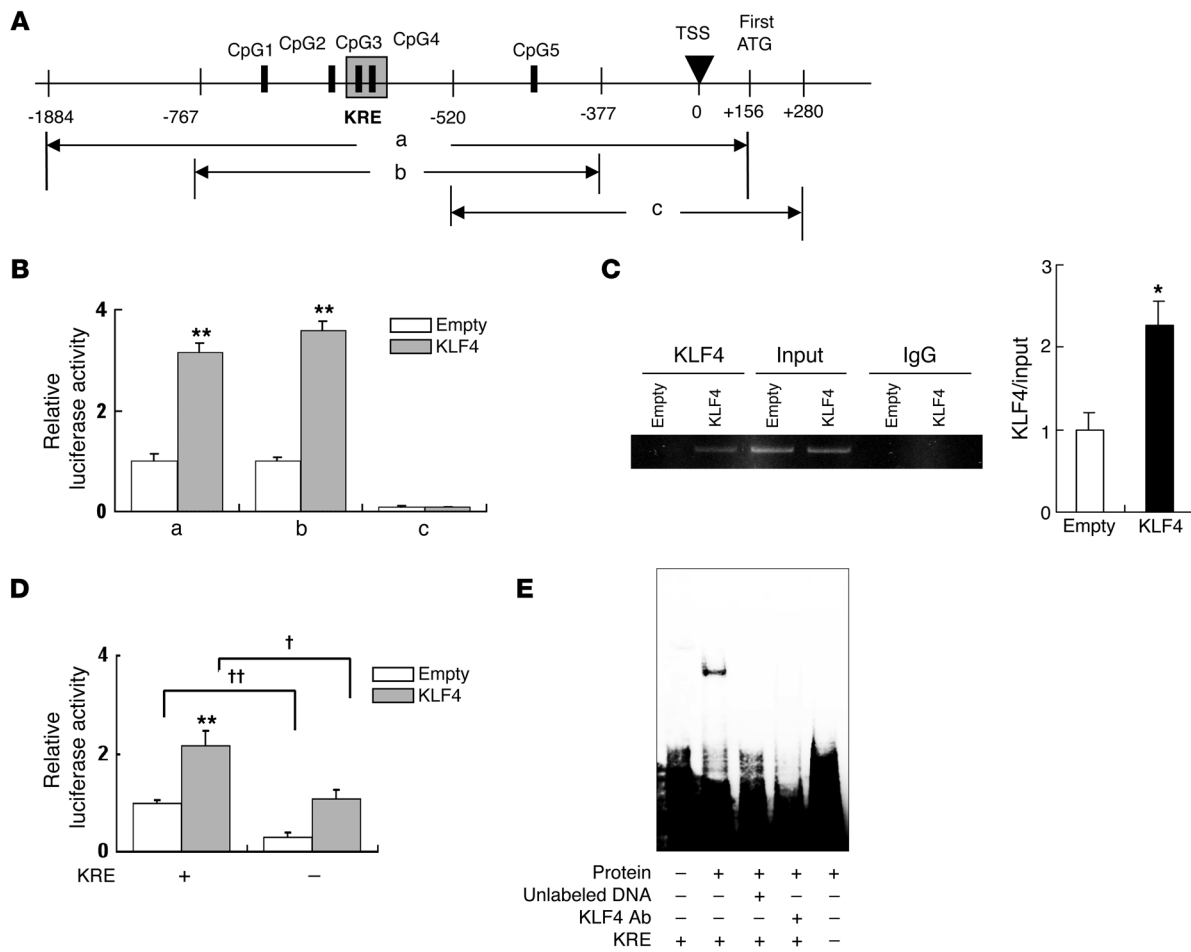 A
CpG1 CpG2 CpG3 CpG4 CpG5 TSS First ATG
KRE
-1884 -767 -520 -377 0 +156 +280
a
b
c
B
Relative luciferase activity
4
2
0
** **
Empty
KLF4
a b c
C
KLF4 Input IgG
Empty KLF4 Empty KLF4 Empty KLF4
KLF4/input
3
2
1
0
*
Empty KLF4
D
Relative luciferase activity
4
2
0
†
††
**
Empty
KLF4
KRE + −
E
Protein − + + + +
Unlabeled DNA − − + − −
KLF4 Ab − − − + −
KRE + + + + −